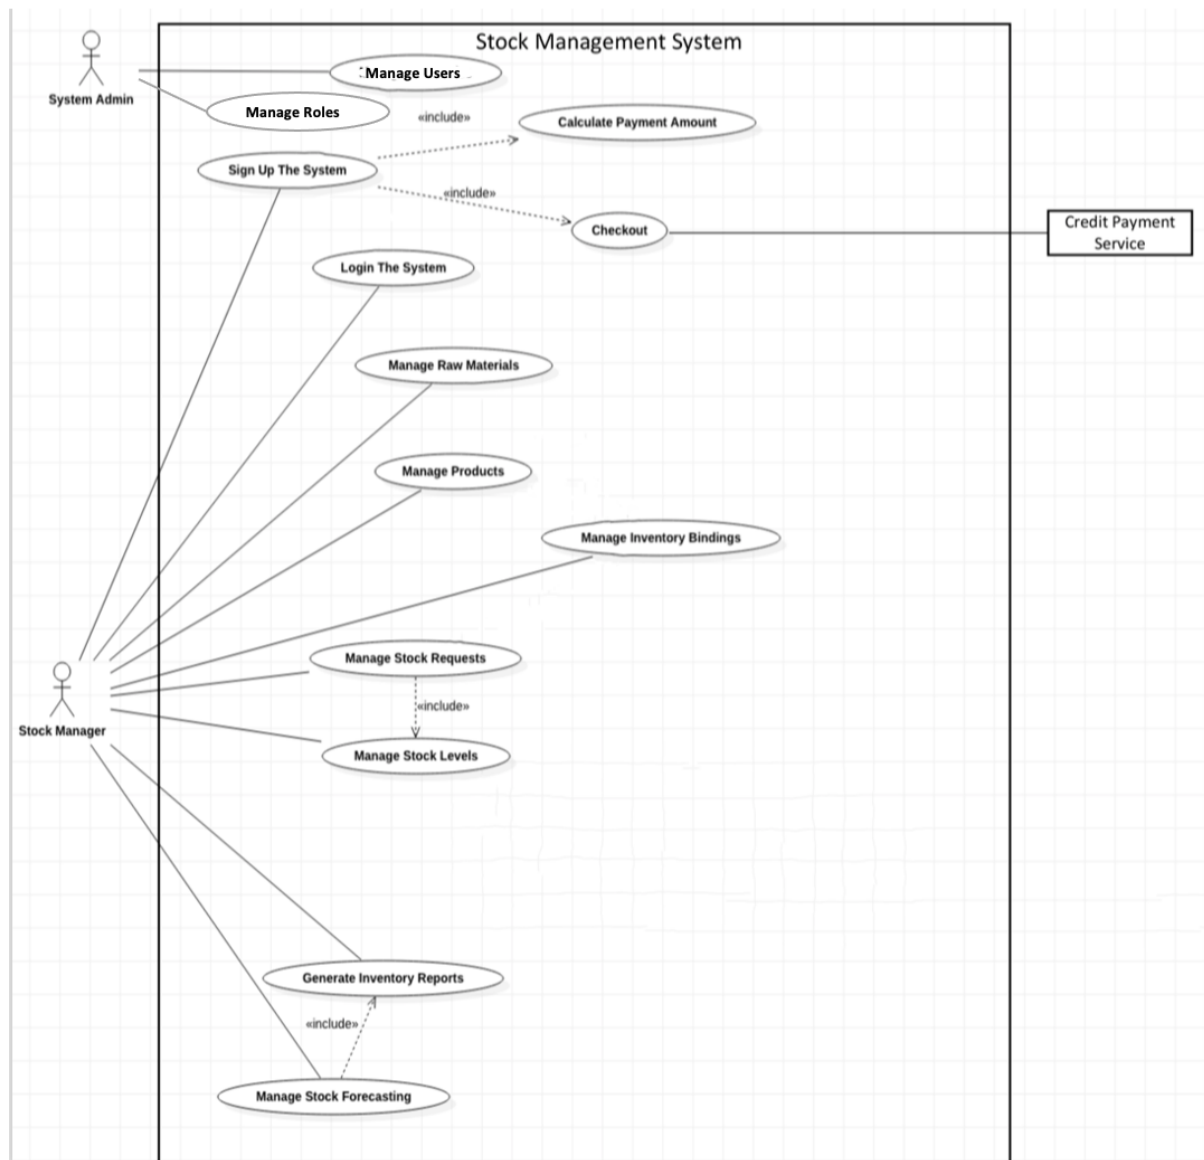 Stock Management System
System Admin
Manage Users
Manage Roles
«include»
Calculate Payment Amount
Sign Up The System
«include»
Checkout
Credit Payment
Service
Login The System
Manage Raw Materials
Manage Products
Manage Inventory Bindings
Manage Stock Requests
«include»
Stock Manager
Manage Stock Levels
Generate Inventory Reports
«include»
Manage Stock Forecasting